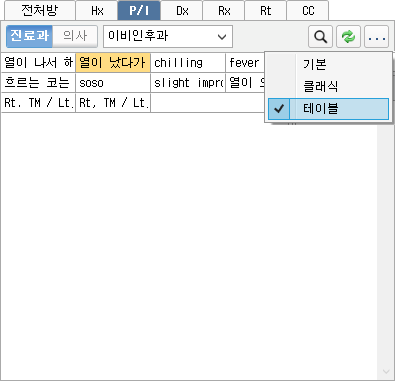 전처방 Hx P/I Dx Rx Rt CC
진료과 의사 이비인후과 ...
기본
클래식
테이블
열이 나서 하 열이 났다가 chilling fever
흐르는 코는 soso slight impro 열이 오
Rt. TM / Lt. Rt, TM / Lt.